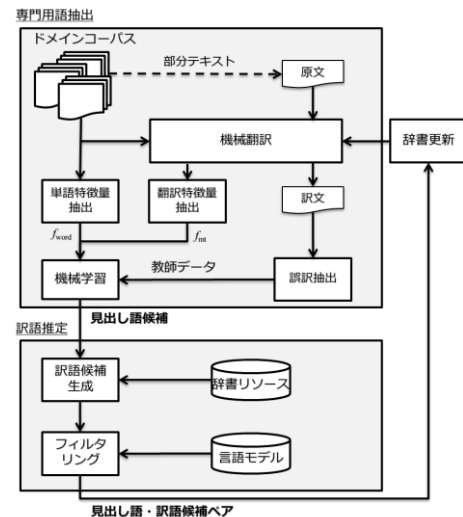 専門用語抽出
ドメインコーパス
部分テキスト
原文
機械翻訳
辞書更新
単語特徴量
抽出
翻訳特徴量
抽出
訳文
f_word
f_mt
機械学習
教師データ
誤訳抽出
見出し語候補
訳語推定
訳語候補
生成
辞書リソース
フィルタ
リング
言語モデル
見出し語・訳語候補ペア